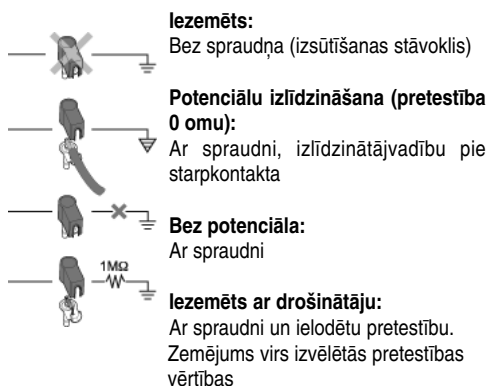 Iezemēts:
Bez spraudņa (izsūtīšanas stāvoklis)
Potenciālu izlīdzināšana (pretestība
0 omu):
Ar spraudni, izlīdzinātājvadību pie
starpkontakta
Bez potenciāla:
Ar spraudni
1MΩ
Iezemēts ar drošinātāju:
Ar spraudni un ielodētu pretestību.
Zemējums virs izvēlētās pretestības
vērtības